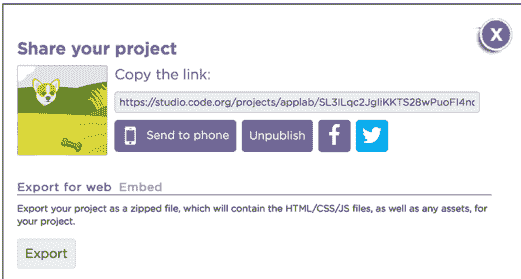 X
Share your project
Copy the link:
https://studio.code.org/projects/applab/
Send to phone Unpublish f
Export for web Embed
Export your project as a zipped file, which will contain the HTML/CSS/JS files, as well as any assets, for
your project.
Export